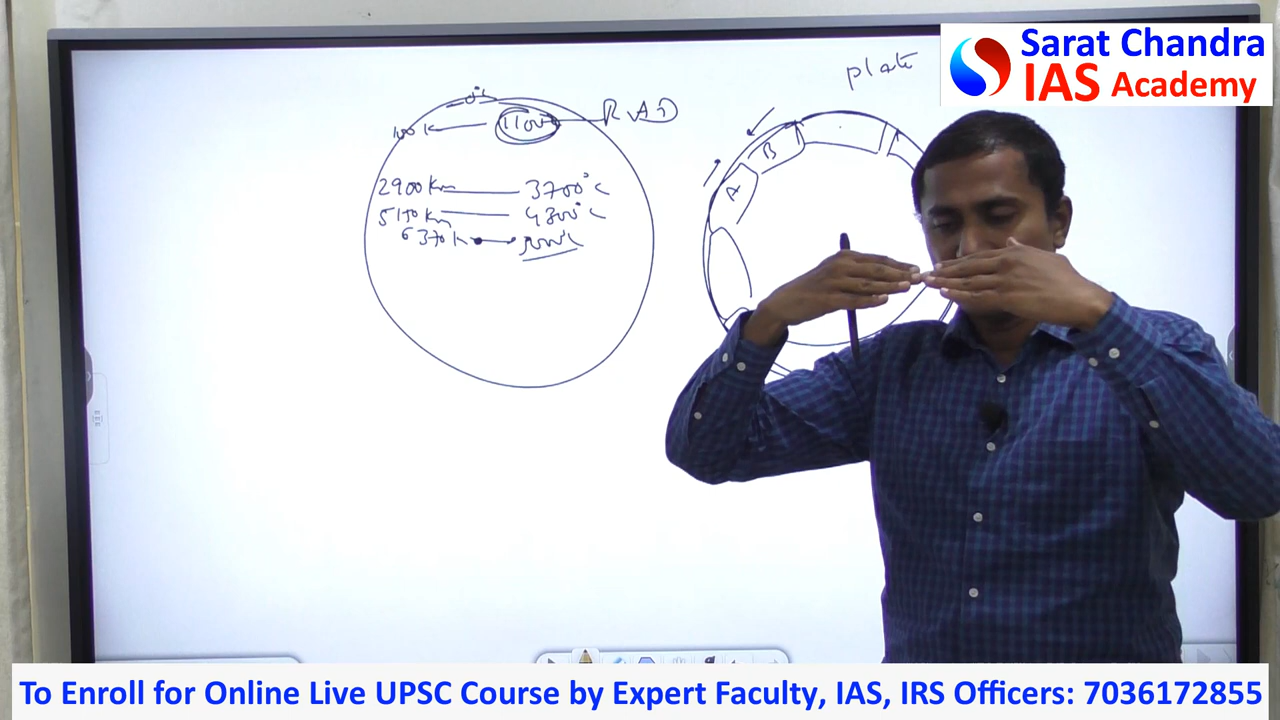 Sarat Chandra
IAS Academy
plate
100 K
1100
R.A.D
B
A
2900 Km 3700°C
5150 Km 4800°C
6370 K
To Enroll for Online Live UPSC Course by Expert Faculty, IAS, IRS Officers: 7036172855